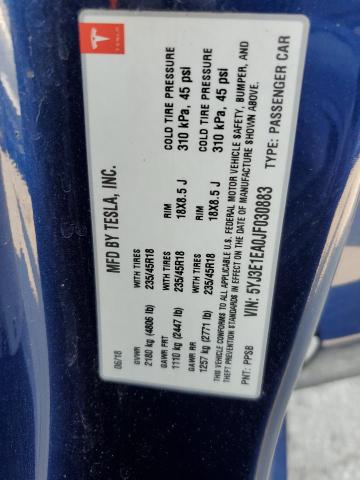 TESLA
MFD BY TESLA, INC.
06/18
GVWR
2180 kg (4806 lb)
WITH TIRES
235/45R18
RIM
18X8.5 J
COLD TIRE PRESSURE
310 kPa, 45 psi
GAWR FRT
1110 kg (2447 lb)
WITH TIRES
235/45R18
RIM
18X8.5 J
COLD TIRE PRESSURE
310 kPa, 45 psi
GAWR RR
1257 kg (2771 lb)
THIS VEHICLE CONFORMS TO ALL APPLICABLE U.S. FEDERAL MOTOR VEHICLE SAFETY, BUMPER, AND
THEFT PREVENTION STANDARDS IN EFFECT ON THE DATE OF MANUFACTURE SHOWN ABOVE.
VIN: 5YJ3E1EA0JF030883
TYPE: PASSENGER CAR
PNT: PPSB